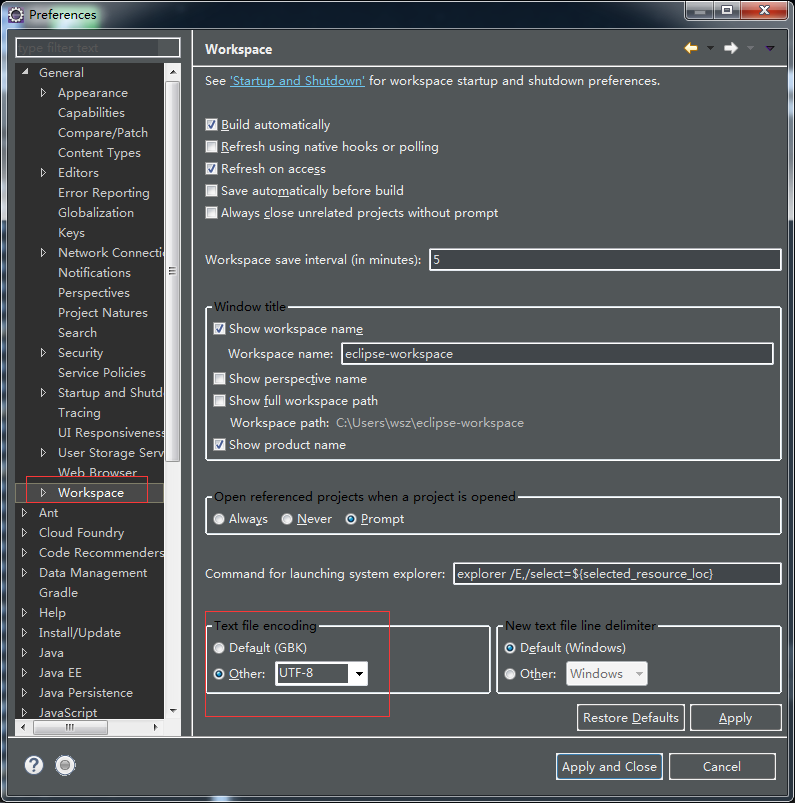 Preferences
type filter text
General
Appearance
Capabilities
Compare/Patch
Content Types
Editors
Error Reporting
Globalization
Keys
Network Connectio
Notifications
Perspectives
Project Natures
Search
Security
Service Policies
Startup and Shutdo
Tracing
UI Responsiveness
User Storage Serv
Web Browser
Workspace
Ant
Cloud Foundry
Code Recommenders
Data Management
Gradle
Help
Install/Update
Java
Java EE
Java Persistence
JavaScript
Workspace
See 'Startup and Shutdown' for workspace startup and shutdown preferences.
Build automatically
Refresh using native hooks or polling
Refresh on access
Save automatically before build
Always close unrelated projects without prompt
Workspace save interval (in minutes): 5
Window title
Show workspace name
Workspace name: eclipse-workspace
Show perspective name
Show full workspace path
Workspace path: C:\Users\wsz\eclipse-workspace
Show product name
Open referenced projects when a project is opened
Always Never Prompt
Command for launching system explorer: explorer /E,/select=${selected_resource_loc}
Text file encoding
Default (GBK)
Other: UTF-8
New text file line delimiter
Default (Windows)
Other: Windows
Restore Defaults Apply
? Apply and Close Cancel